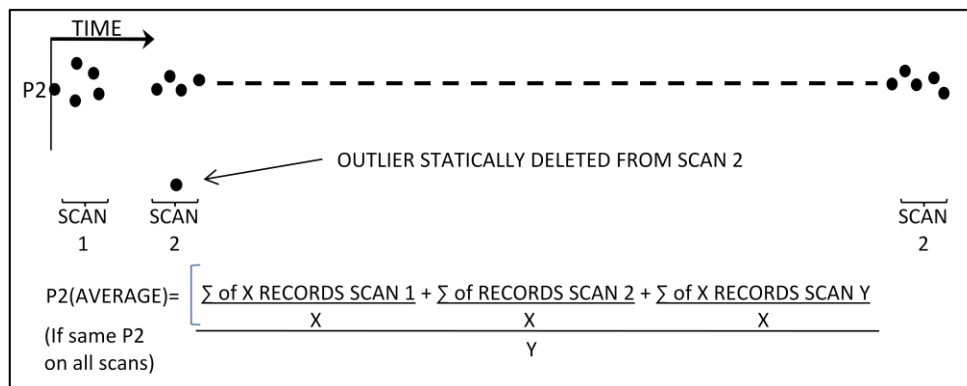 TIME
P2
OUTLIER STATICALLY DELETED FROM SCAN 2
SCAN
1
SCAN
2
SCAN
2
P2(AVERAGE)= [ ∑ of X RECORDS SCAN 1 + ∑ of RECORDS SCAN 2 + ∑ of X RECORDS SCAN Y
X X X
(If same P2
on all scans)
Y